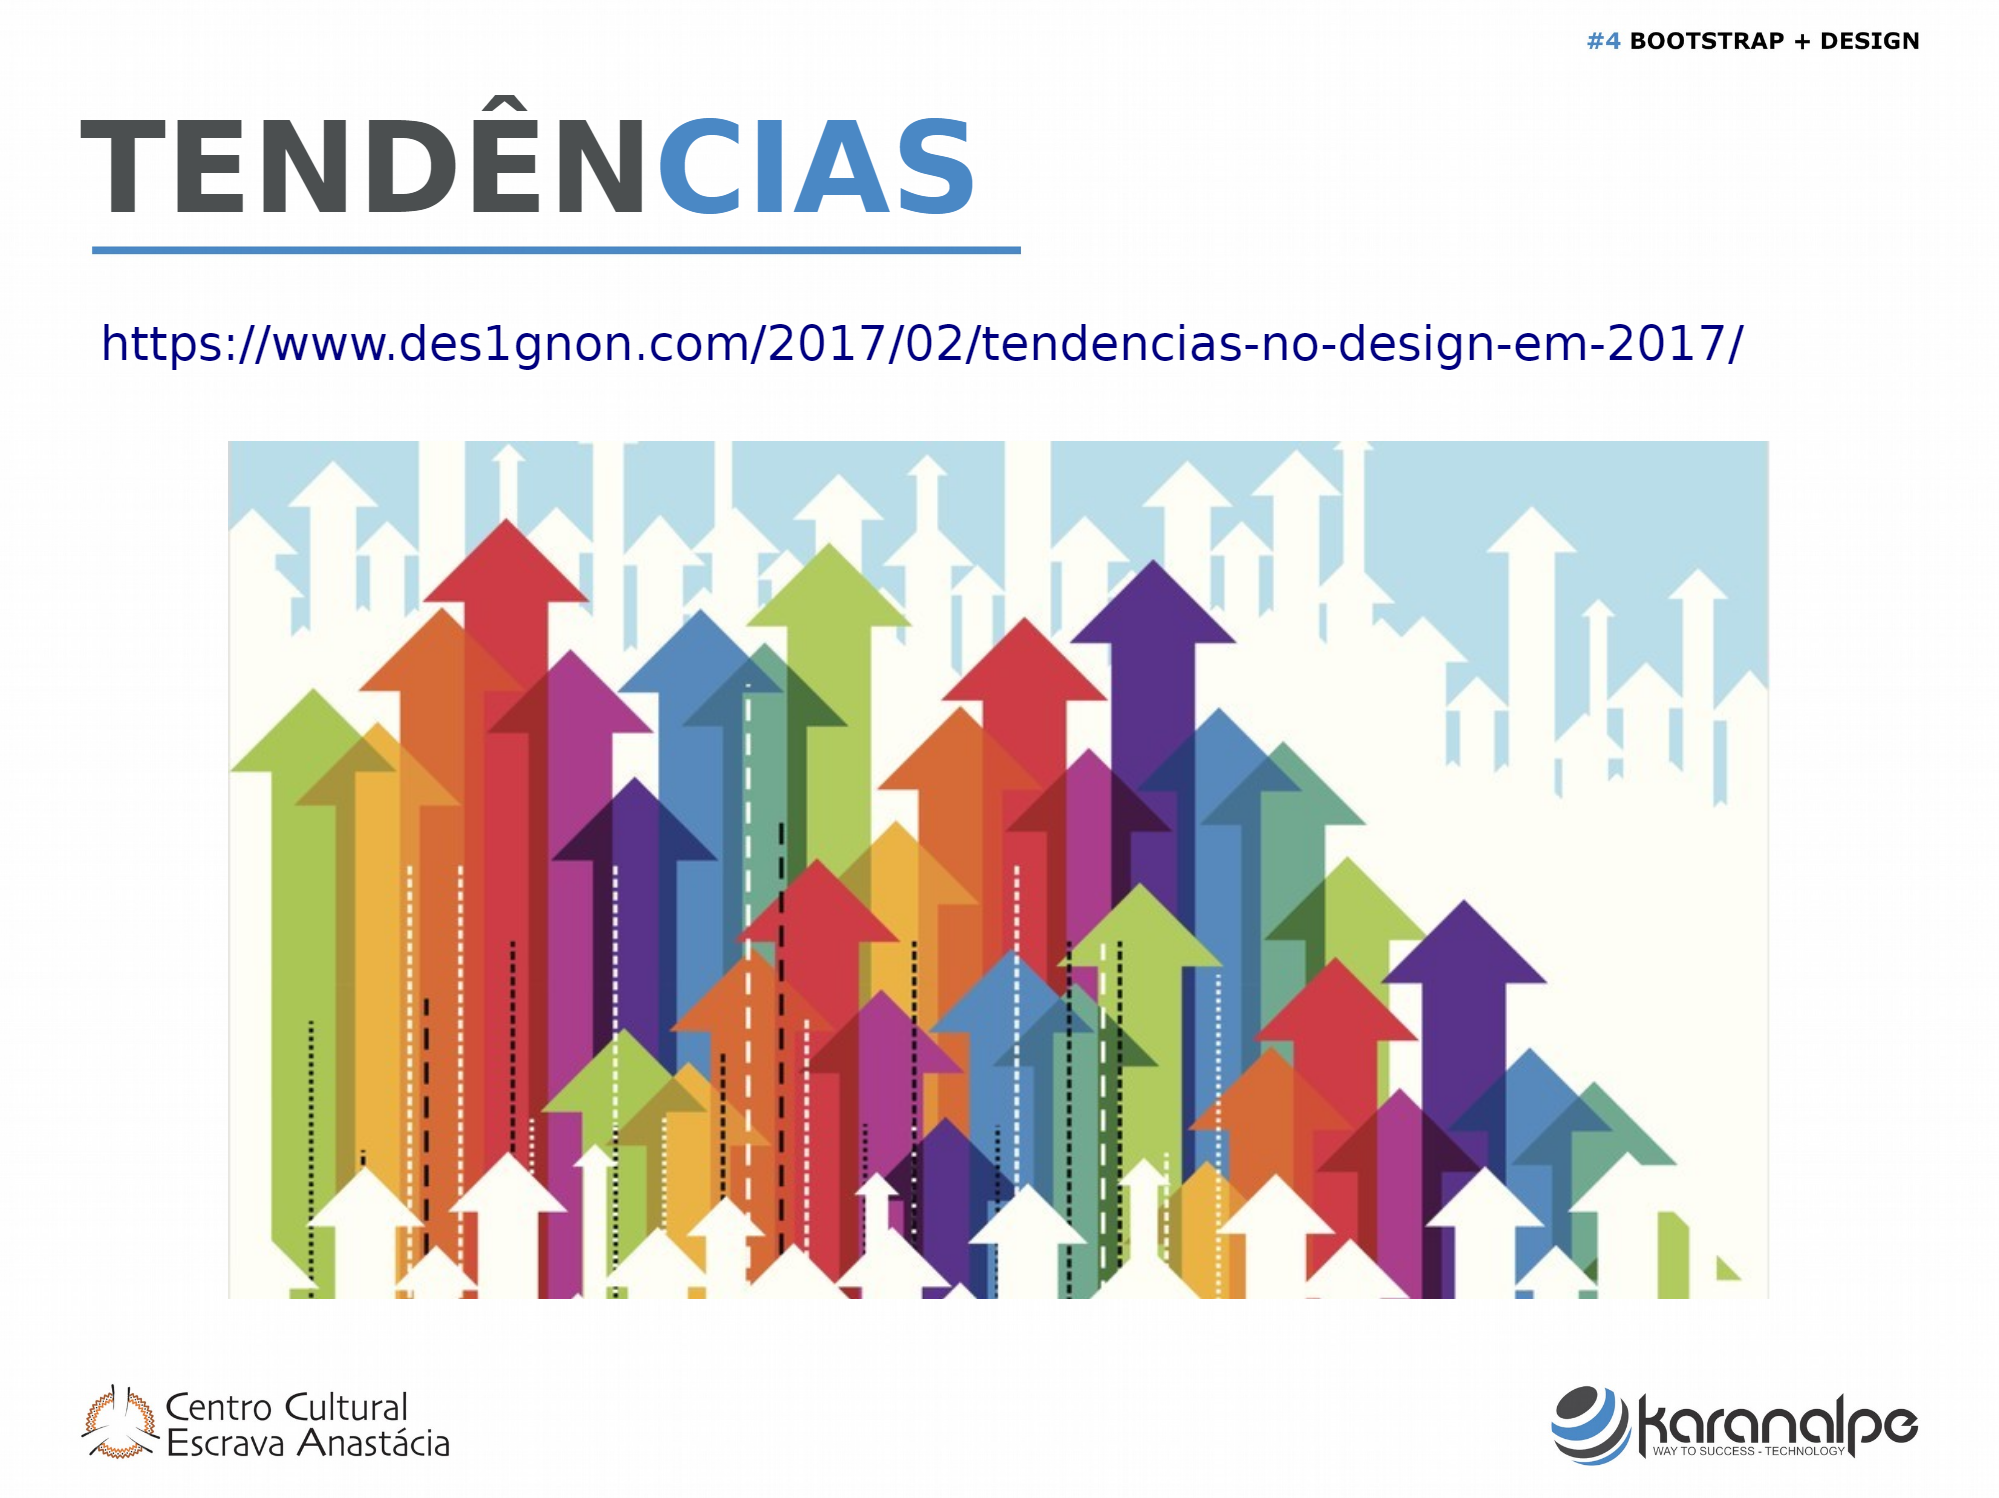 #4 BOOTSTRAP + DESIGN
TENDÊNCIAS
https://www.des1gnon.com/2017/02/tendencias-no-design-em-2017/
Centro Cultural
Escrava Anastácia
karanalpe
WAY TO SUCCESS - TECHNOLOGY